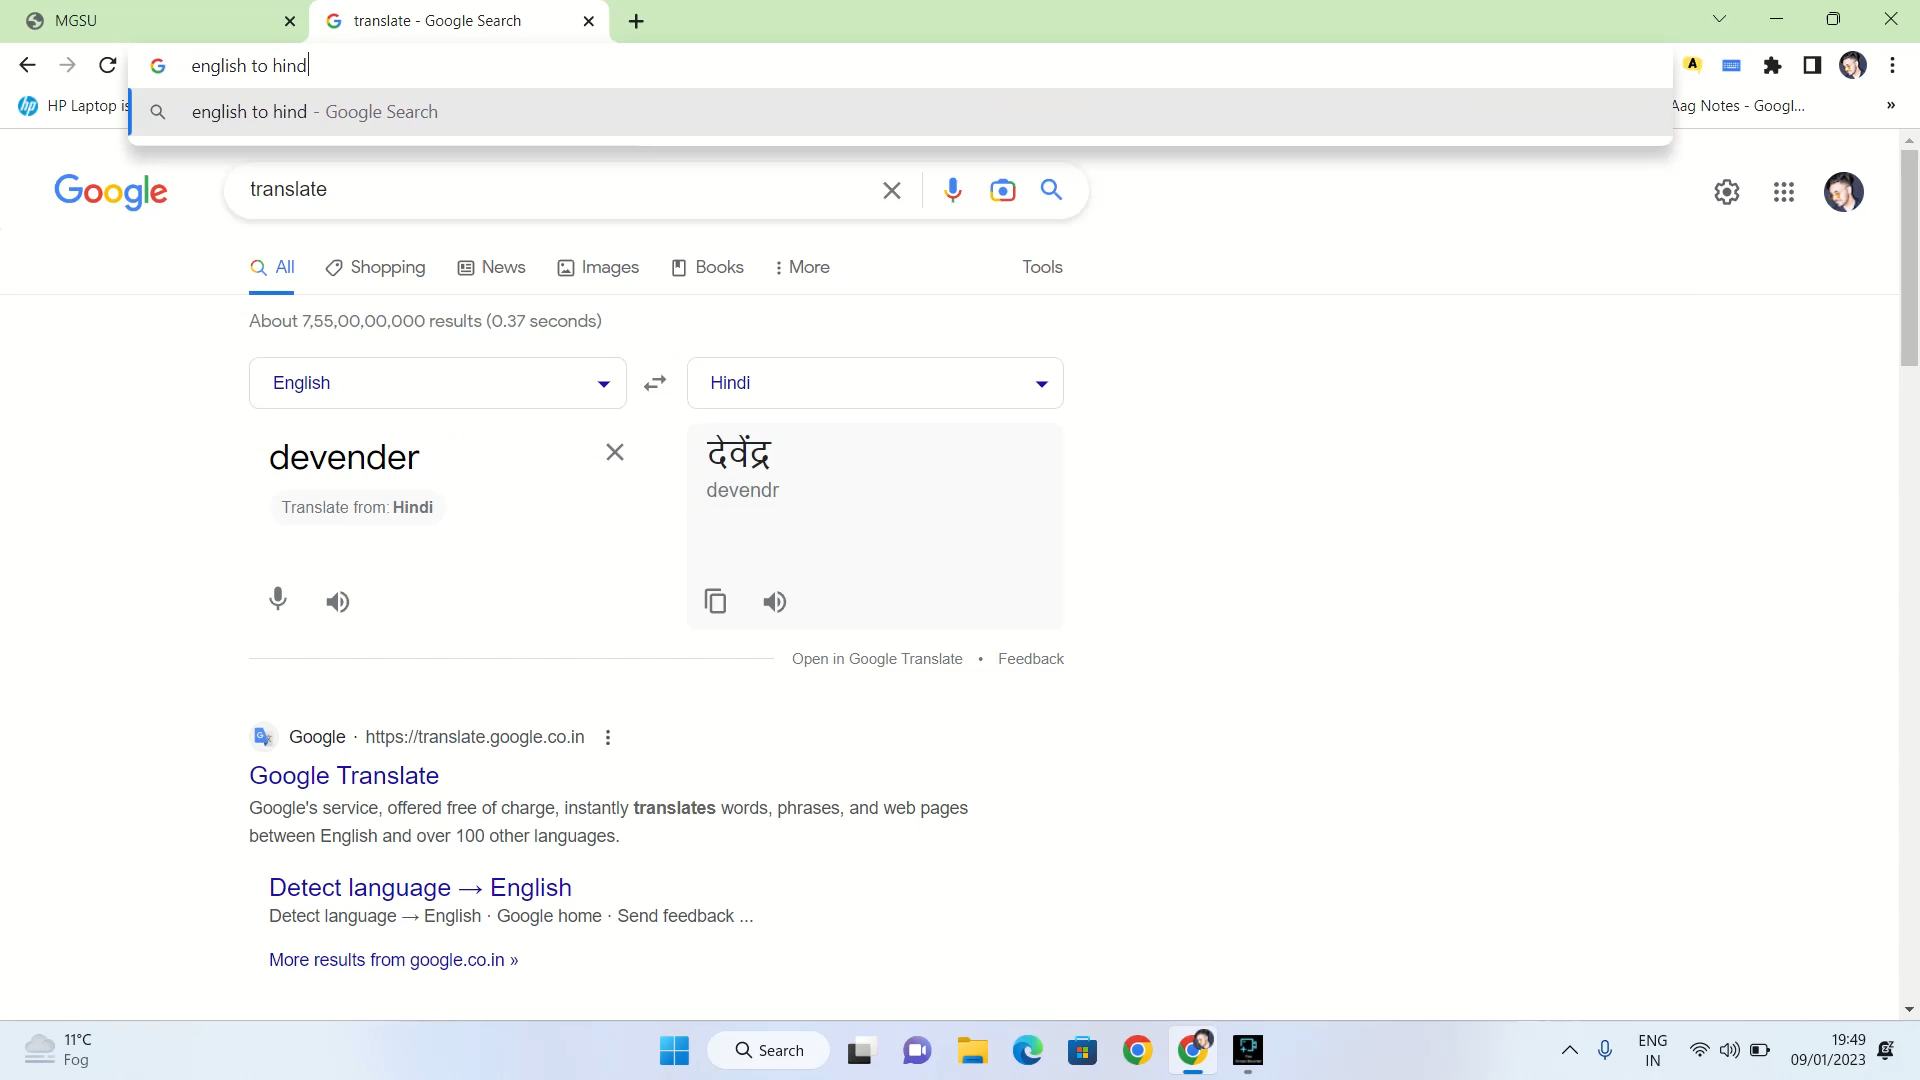 MGSU
translate - Google Search
english to hind
HP Laptop is
english to hind - Google Search
Aag Notes - Googl...
»
Google
translate
All
Shopping
News
Images
Books
More
Tools
About 7,55,00,00,000 results (0.37 seconds)
English
Hindi
devender
देवेंद्र
devendr
Translate from: Hindi
Open in Google Translate • Feedback
Google · https://translate.google.co.in
Google Translate
Google's service, offered free of charge, instantly translates words, phrases, and web pages
between English and over 100 other languages.
Detect language → English
Detect language → English · Google home · Send feedback ...
More results from google.co.in »
11°C
Fog
Search
ENG
IN
19:49
09/01/2023